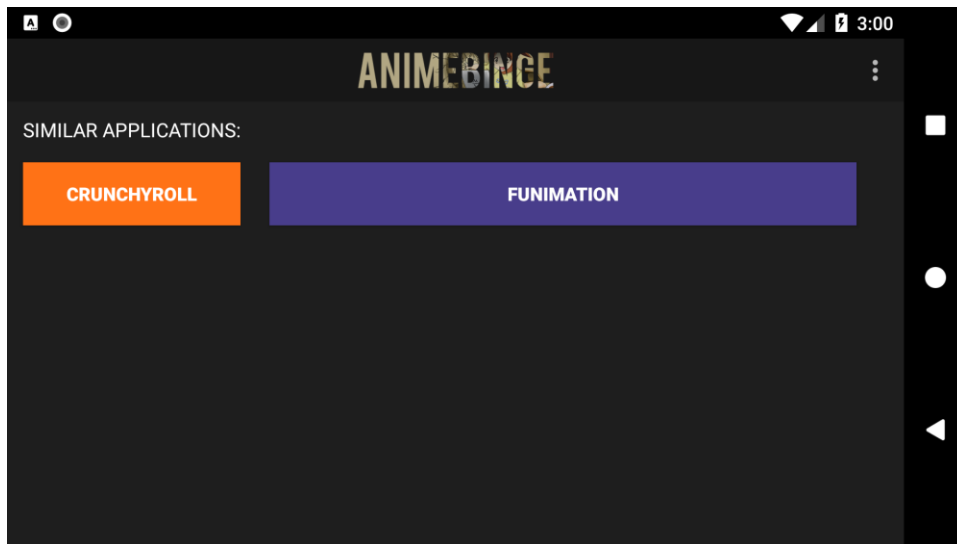 3:00
ANIMEBINGE
SIMILAR APPLICATIONS:
CRUNCHYROLL
FUNIMATION